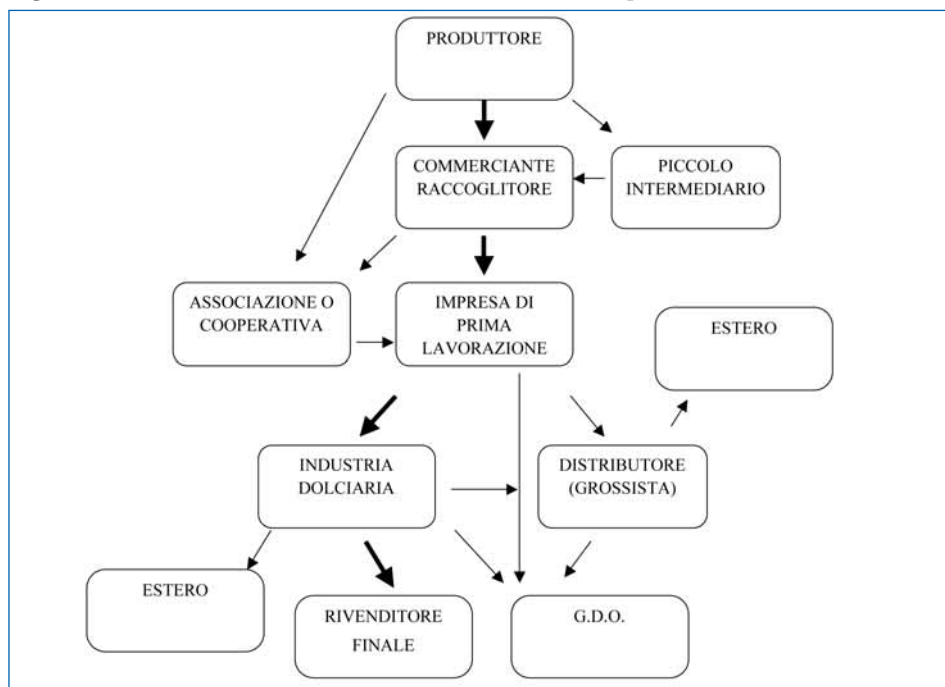 PRODUTTORE
COMMERCIANTE
RACCOGLITORE
PICCOLO
INTERMEDIARIO
ASSOCIAZIONE O
COOPERATIVA
IMPRESA DI
PRIMA
LAVORAZIONE
ESTERO
INDUSTRIA
DOLCIARIA
DISTRIBUTORE
(GROSSISTA)
ESTERO
RIVENDITORE
FINALE
G.D.O.